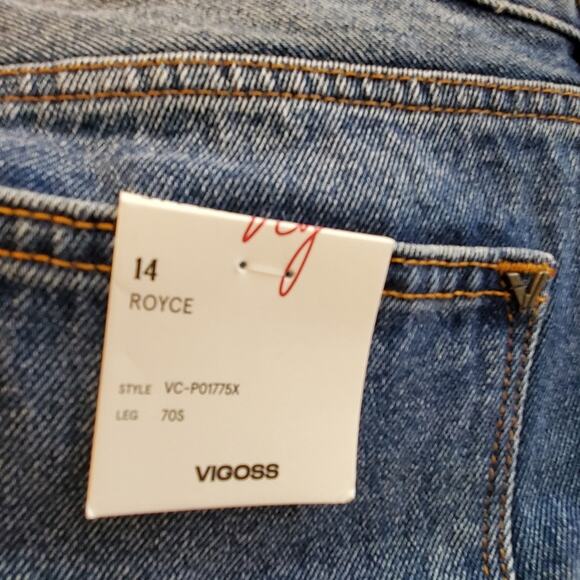 14
ROYCE
STYLE VC-P01775X
LEG 70S
VIGOSS